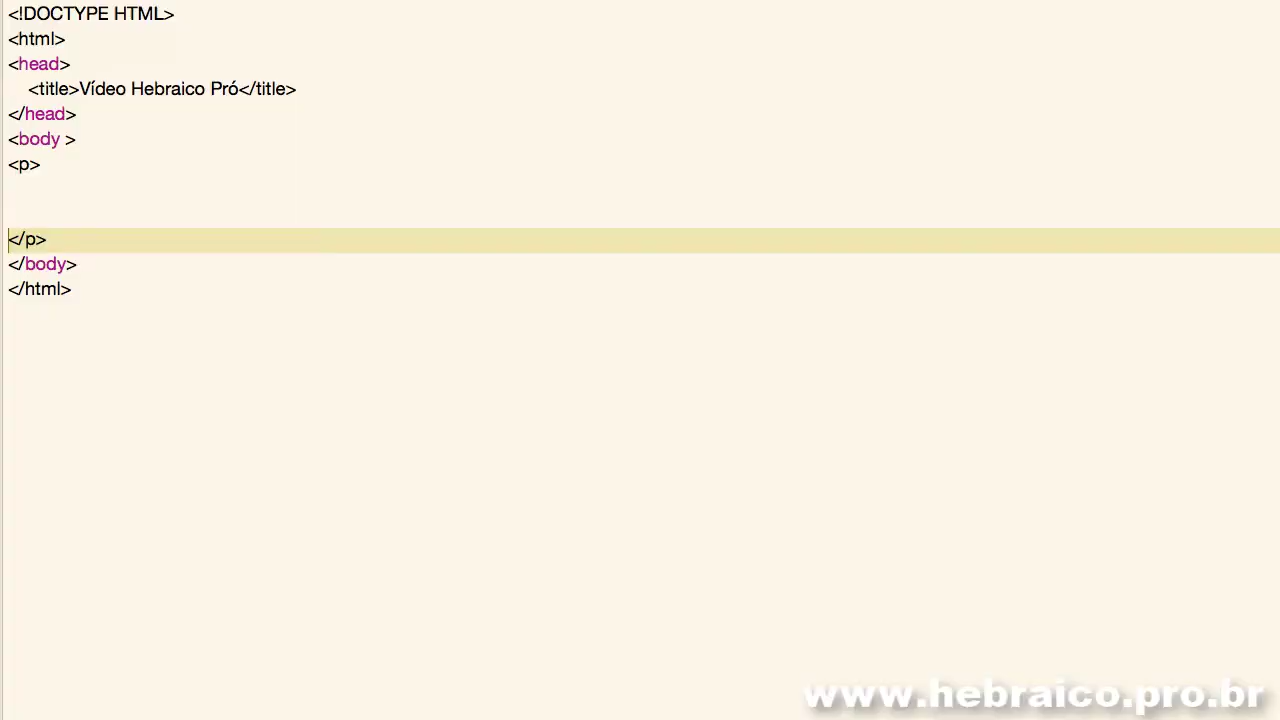 <!DOCTYPE HTML>
<html>
<head>
<title>Vídeo Hebraico Pró</title>
</head>
<body >
<p>
</p>
</body>
</html>
www.hebraico.pro.br